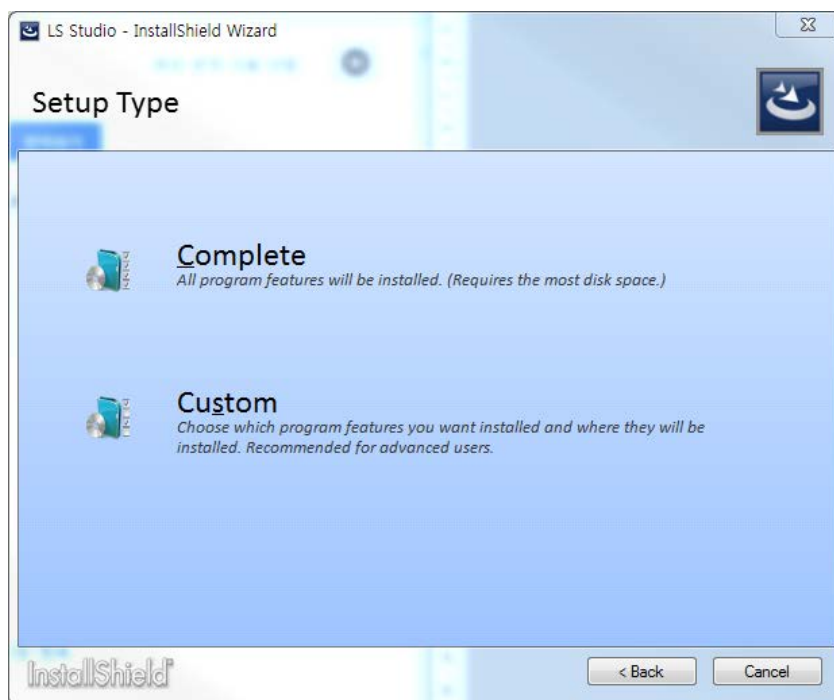 LS Studio - InstallShield Wizard
Setup Type
Complete
All program features will be installed. (Requires the most disk space.)
Custom
Choose which program features you want installed and where they will be
installed. Recommended for advanced users.
InstallShield
< Back
Cancel